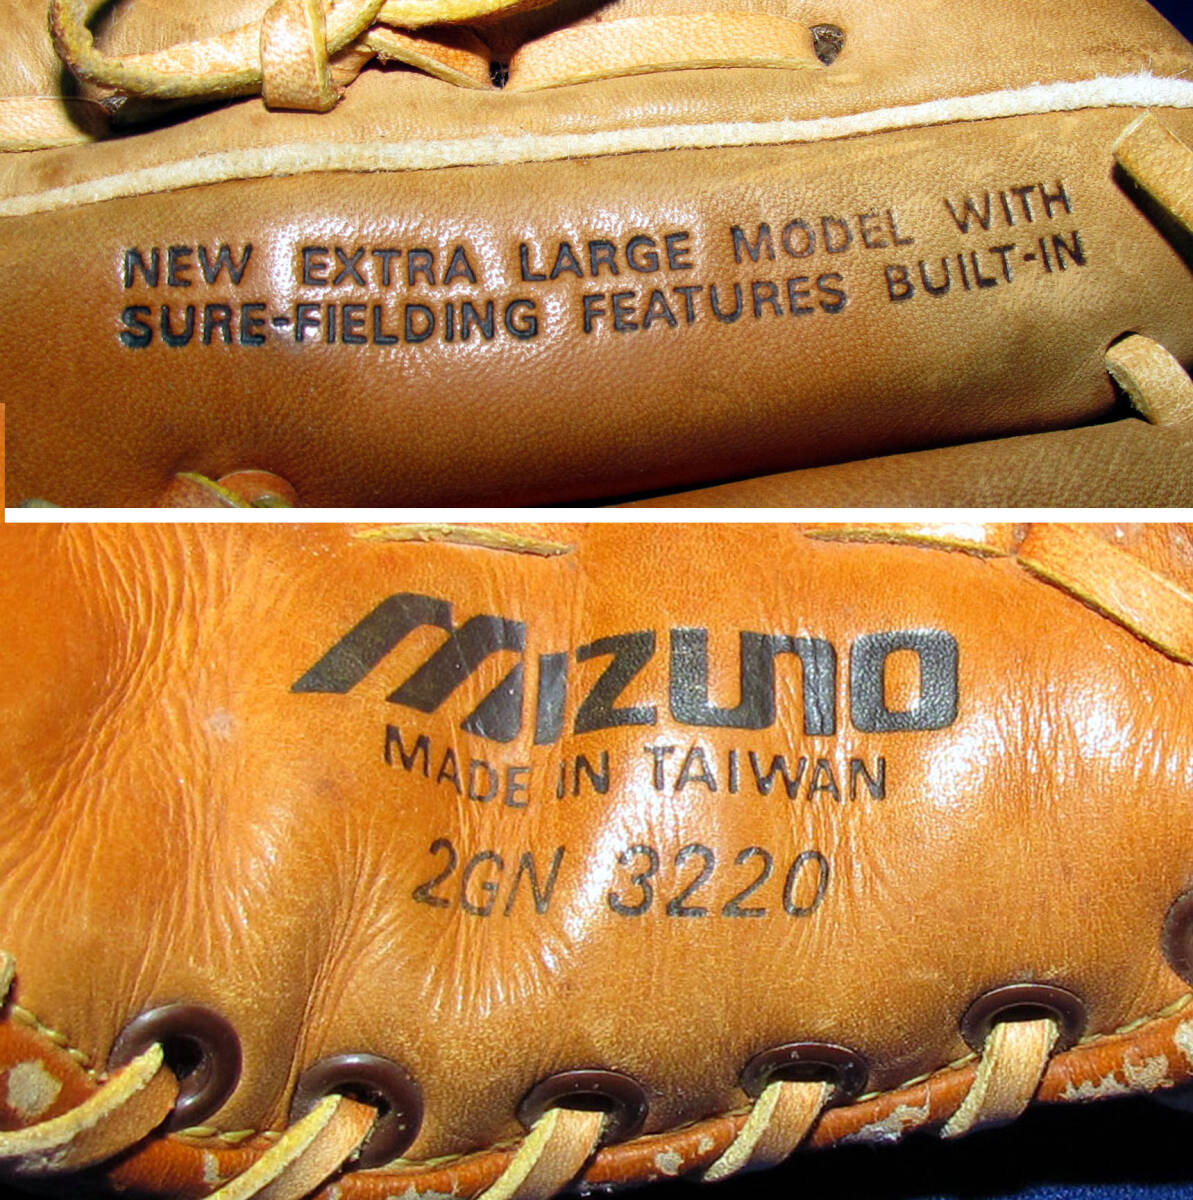 NEW EXTRA LARGE MODEL WITH
SURE-FIELDING FEATURES BUILT-IN
MIZUNO
MADE IN TAIWAN
2GN 3220